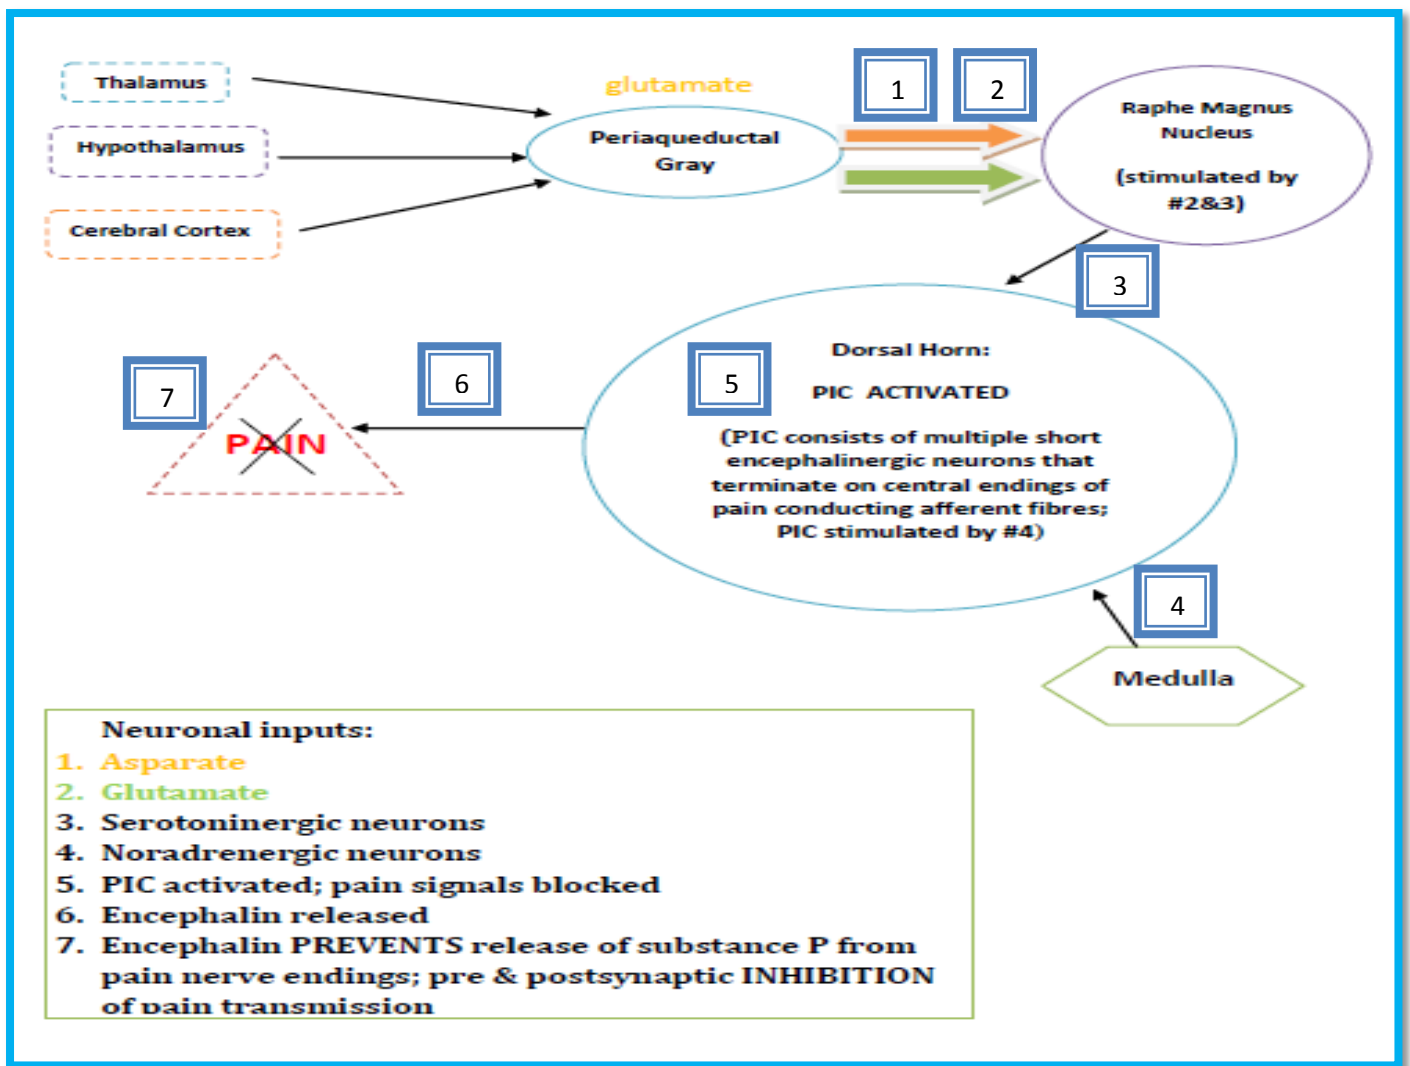 Thalamus
Hypothalamus
Cerebral Cortex
glutamate
Periaqueductal
Gray
1
2
Raphe Magnus
Nucleus
(stimulated by
#2&3)
3
Dorsal Horn:
5
PIC ACTIVATED
(PIC consists of multiple short
encephalinergic neurons that
terminate on central endings of
pain conducting afferent fibres;
PIC stimulated by #4)
6
7
PAIN
4
Medulla
Neuronal inputs:
1. Asparate
2. Glutamate
3. Serotoninergic neurons
4. Noradrenergic neurons
5. PIC activated; pain signals blocked
6. Encephalin released
7. Encephalin PREVENTS release of substance P from
pain nerve endings; pre & postsynaptic INHIBITION
of pain transmission